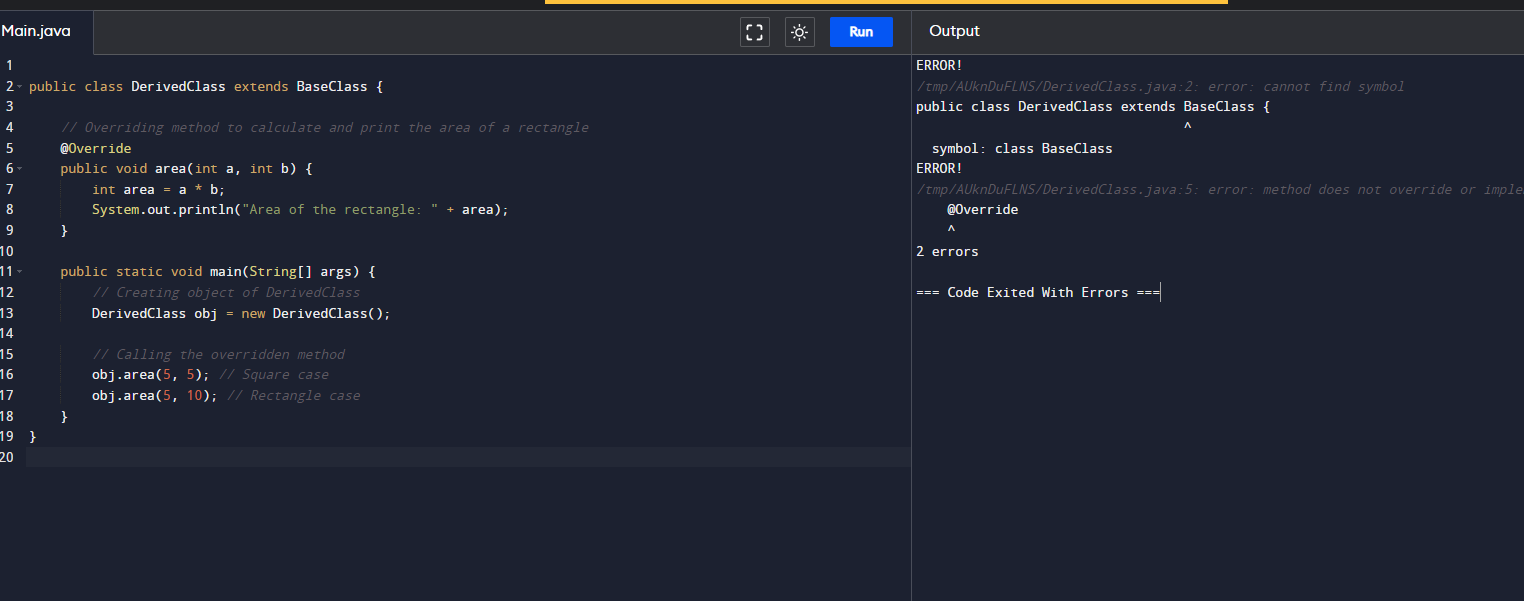 Main.java
Run
Output
1
2 public class DerivedClass extends BaseClass {
3
4 // Overriding method to calculate and print the area of a rectangle
5 @Override
6 public void area(int a, int b) {
7 int area = a * b;
8 System.out.println("Area of the rectangle: " + area);
9 }
10
11 public static void main(String[] args) {
12 // Creating object of DerivedClass
13 DerivedClass obj = new DerivedClass();
14
15 // Calling the overridden method
16 obj.area(5, 5); // Square case
17 obj.area(5, 10); // Rectangle case
18 }
19 }
20
ERROR!
/tmp/AUknDuFLNS/DerivedClass.java:2: error: cannot find symbol
public class DerivedClass extends BaseClass {
^
symbol: class BaseClass
ERROR!
/tmp/AUknDuFLNS/DerivedClass.java:5: error: method does not override or imple
@Override
^
2 errors
=== Code Exited With Errors ===